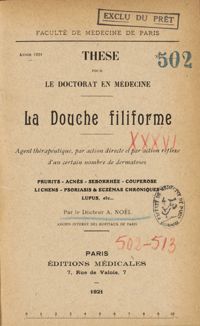 EXCLU DU PRÊT
FACULTÉ DE MÉDECINE DE PARIS
ANNÉE 1921
THÈSE
502
POUR
LE DOCTORAT EN MÉDECINE
La Douche filiforme
XXXVI
Agent thérapeutique, par action directe et par action réflexe
d'un certain nombre de dermatoses
PRURITS - ACNÉS - SÉBORRHÉE - COUPEROSE
LICHENS - PSORIASIS & ECZÉMAS CHRONIQUES
LUPUS, etc...
Par le Docteur A. NOËL
ANCIEN INTERNE DES HOPITAUX DE PARIS
502-513
PARIS
ÉDITIONS MÉDICALES
7, Rue de Valois, 7
1921